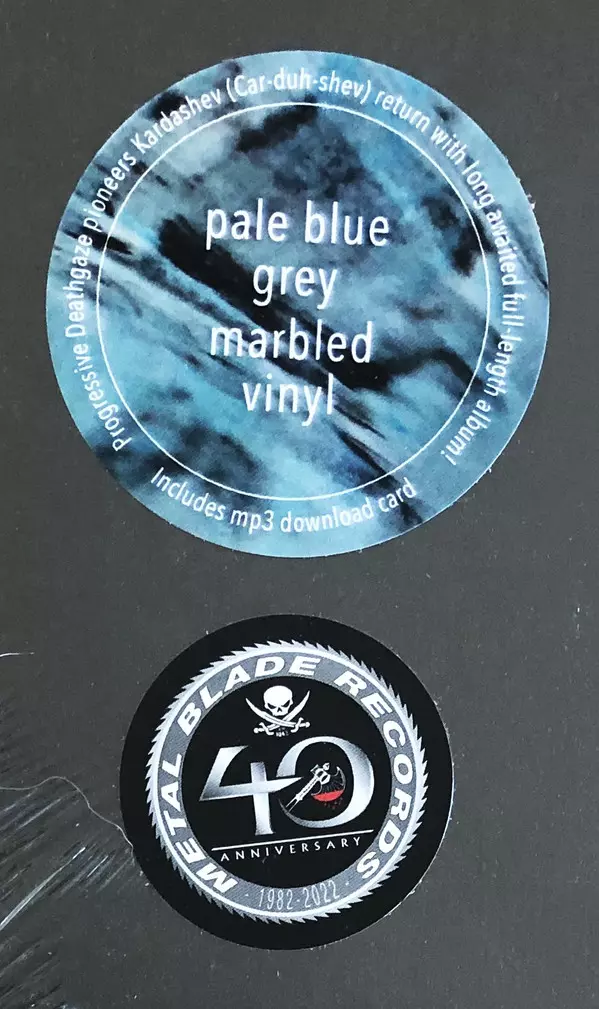 Progressive Deathgaze pioneers Kardashev (Car-duh-shev) return with long awaited full-length album!
pale blue
grey
marbled
vinyl
Includes mp3 download card
METAL BLADE RECORDS
40
ANNIVERSARY
· 1982-2022 ·